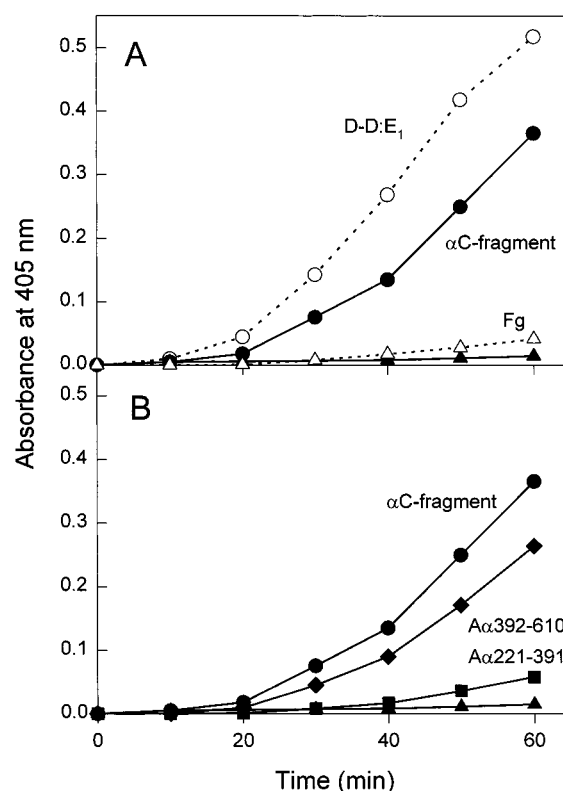 A
0.5
0.4
0.3
0.2
0.1
0.0
D-D:E₁
αC-fragment
Fg
Absorbance at 405 nm
B
0.5
0.4
0.3
0.2
0.1
0.0
αC-fragment
Aα392-610
Aα221-391
0 20 40 60
Time (min)